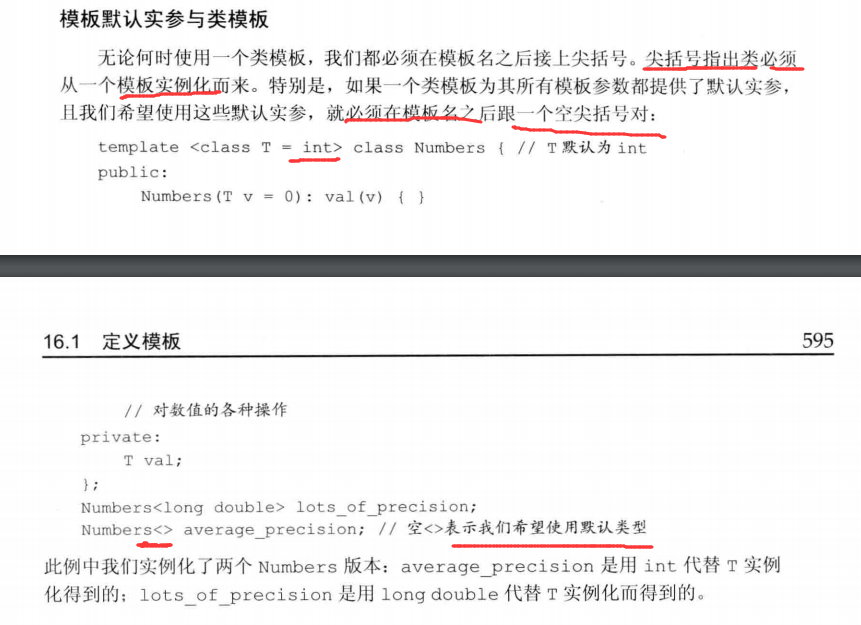 模板默认实参与类模板
无论何时使用一个类模板，我们都必须在模板名之后接上尖括号。尖括号指出类必须
从一个模板实例化而来。特别是，如果一个类模板为其所有模板参数都提供了默认实参，
且我们希望使用这些默认实参，就必须在模板名之后跟一个空尖括号对：
template <class T = int> class Numbers { // T 默认为 int
public:
Numbers(T v = 0): val(v) { }
16.1 定义模板 595
// 对数值的各种操作
private:
T val;
};
Numbers<long double> lots_of_precision;
Numbers<> average_precision; // 空<>表示我们希望使用默认类型
此例中我们实例化了两个 Numbers 版本：average_precision 是用 int 代替 T 实例
化得到的；lots_of_precision 是用 long double 代替 T 实例化而得到的。